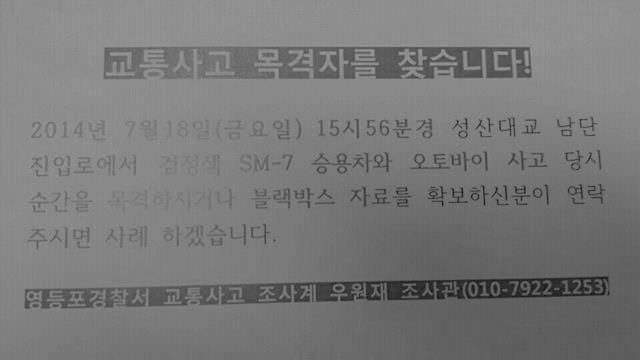 교통사고 목격자를 찾습니다!
2014년 7월18일(금요일) 15시56분경 성산대교 남단
진입로에서 검정색 SM-7 승용차와 오토바이 사고 당시
순간을 목격하시거나 블랙박스 자료를 확보하신분이 연락
주시면 사례 하겠습니다.
영등포경찰서 교통사고 조사계 우원재 조사관(010-7922-1253)